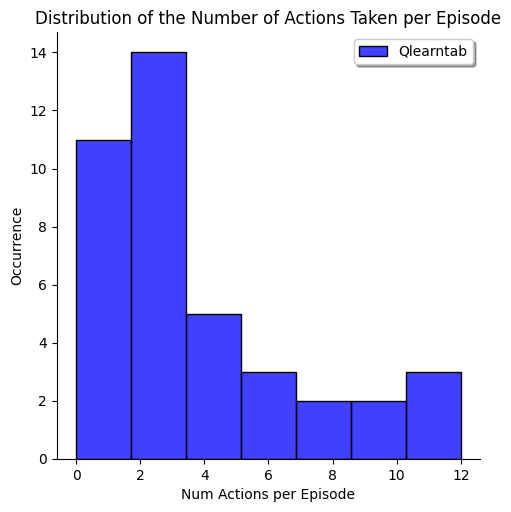 Distribution of the Number of Actions Taken per Episode
Qlearntab
14
12
10
8
6
4
2
0
Occurrence
0 2 4 6 8 10 12
Num Actions per Episode